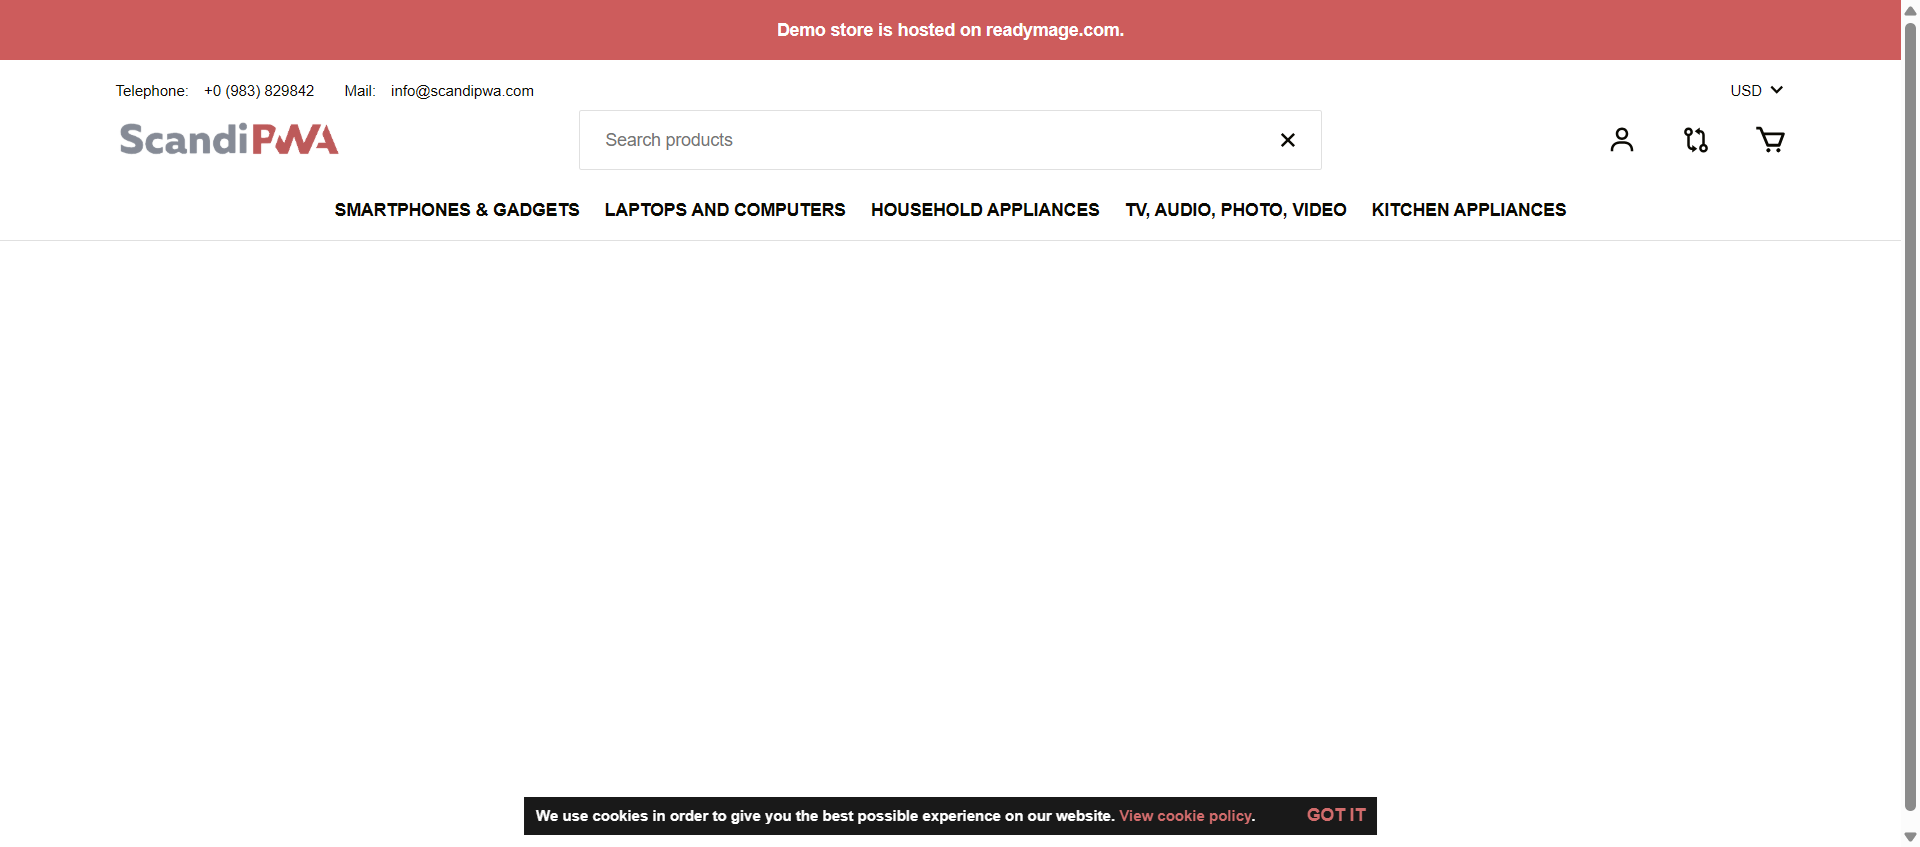 Demo store is hosted on readymage.com.
Telephone: +0 (983) 829842 Mail: info@scandipwa.com USD
ScandiPWA
Search products
SMARTPHONES & GADGETS LAPTOPS AND COMPUTERS HOUSEHOLD APPLIANCES TV, AUDIO, PHOTO, VIDEO KITCHEN APPLIANCES
We use cookies in order to give you the best possible experience on our website. View cookie policy. GOT IT